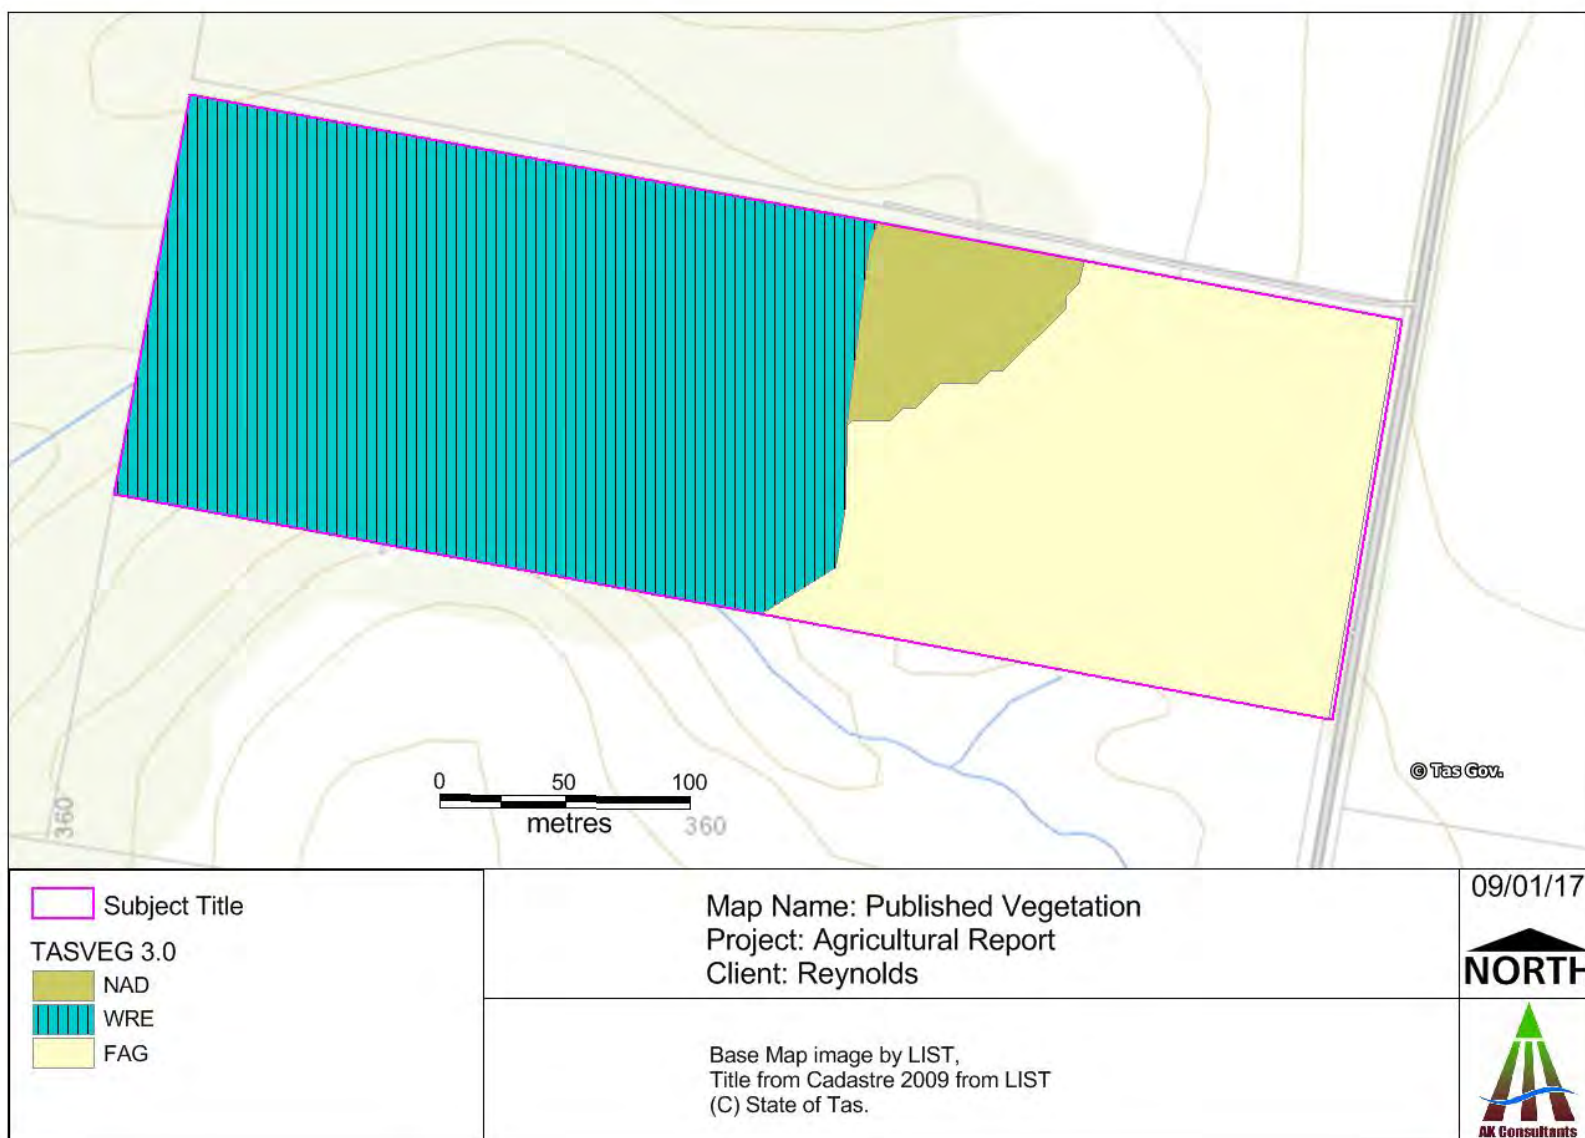 © Tas Gov.
0 50 100
metres
360
360
Subject Title
TASVEG 3.0
NAD
WRE
FAG
Map Name: Published Vegetation
Project: Agricultural Report
Client: Reynolds
Base Map image by LIST,
Title from Cadastre 2009 from LIST
(C) State of Tas.
09/01/17
NORTH
AK Consultants